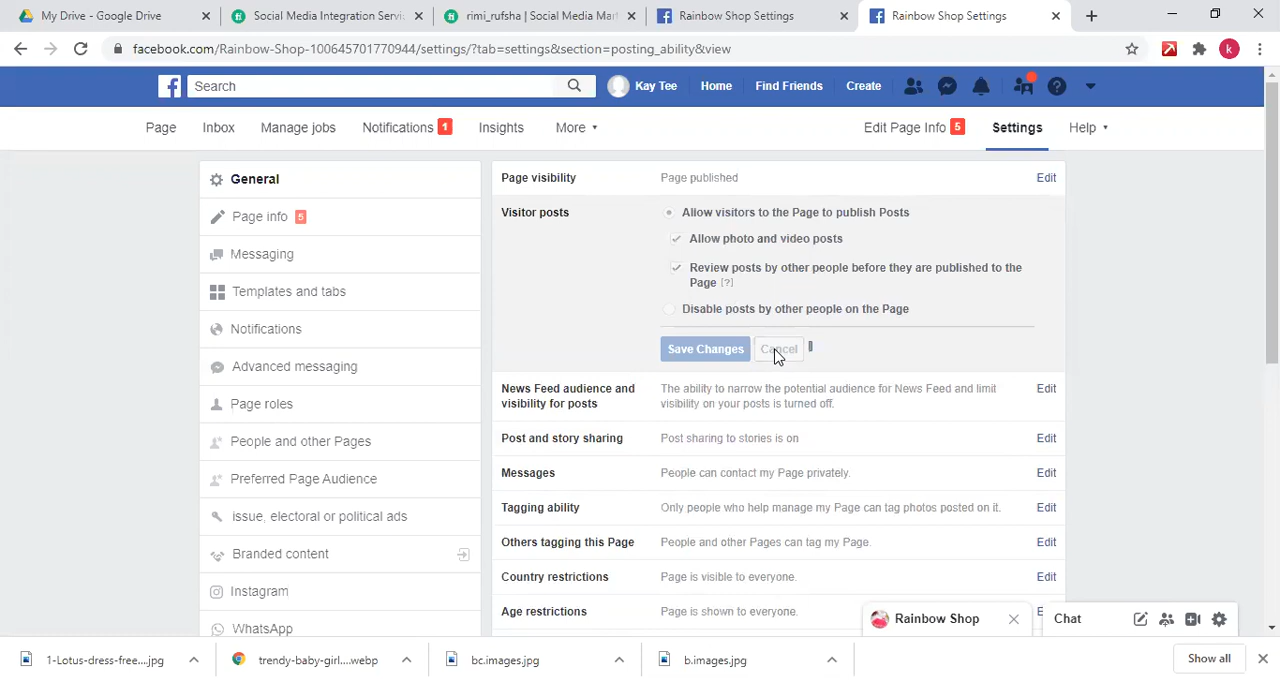 My Drive - Google Drive
Social Media Integration Servic
rimi_rufsha | Social Media Mar
Rainbow Shop Settings
Rainbow Shop Settings
facebook.com/Rainbow-Shop-100645701770944/settings/?tab=settings&section=posting_ability&view
k
Search
Kay Tee
Home
Find Friends
Create
Page
Inbox
Manage jobs
Notifications 1
Insights
More
Edit Page Info 5
Settings
Help
General
Page info 5
Messaging
Templates and tabs
Notifications
Advanced messaging
Page roles
People and other Pages
Preferred Page Audience
issue, electoral or political ads
Branded content
Instagram
WhatsApp
Page visibility
Page published
Edit
Visitor posts
Allow visitors to the Page to publish Posts
Allow photo and video posts
Review posts by other people before they are published to the
Page [?]
Disable posts by other people on the Page
Save Changes
Cancel
News Feed audience and
visibility for posts
The ability to narrow the potential audience for News Feed and limit
visibility on your posts is turned off.
Edit
Post and story sharing
Post sharing to stories is on
Edit
Messages
People can contact my Page privately.
Edit
Tagging ability
Only people who help manage my Page can tag photos posted on it.
Edit
Others tagging this Page
People and other Pages can tag my Page.
Edit
Country restrictions
Page is visible to everyone.
Edit
Age restrictions
Page is shown to everyone.
Rainbow Shop
Chat
1-Lotus-dress-free....jpg
trendy-baby-girl....webp
bc.images.jpg
b.images.jpg
Show all